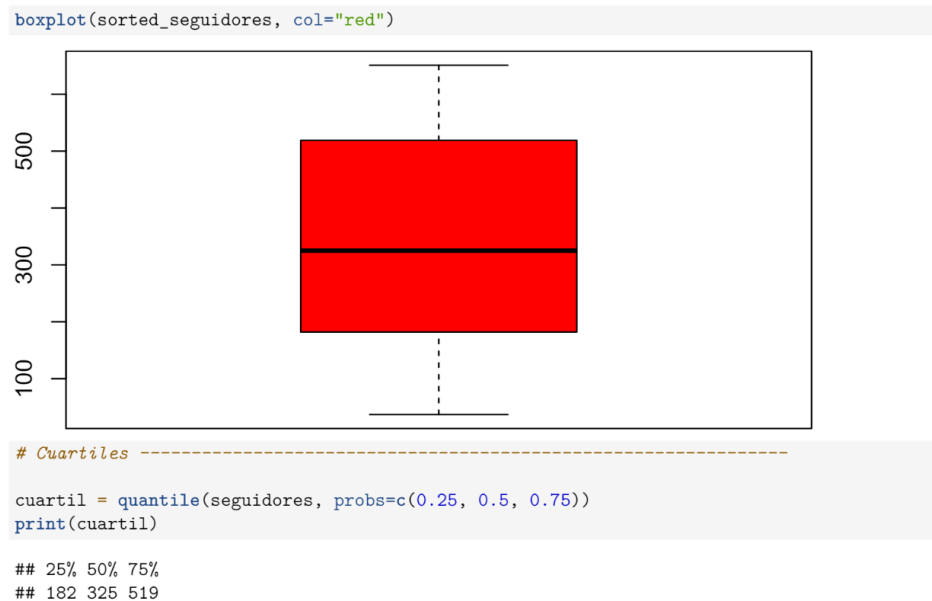 boxplot(sorted_seguidores, col="red")
500
300
100
# Cuartiles ---------------------------------------------------------------
cuartil = quantile(seguidores, probs=c(0.25, 0.5, 0.75))
print(cuartil)
## 25% 50% 75%
## 182 325 519